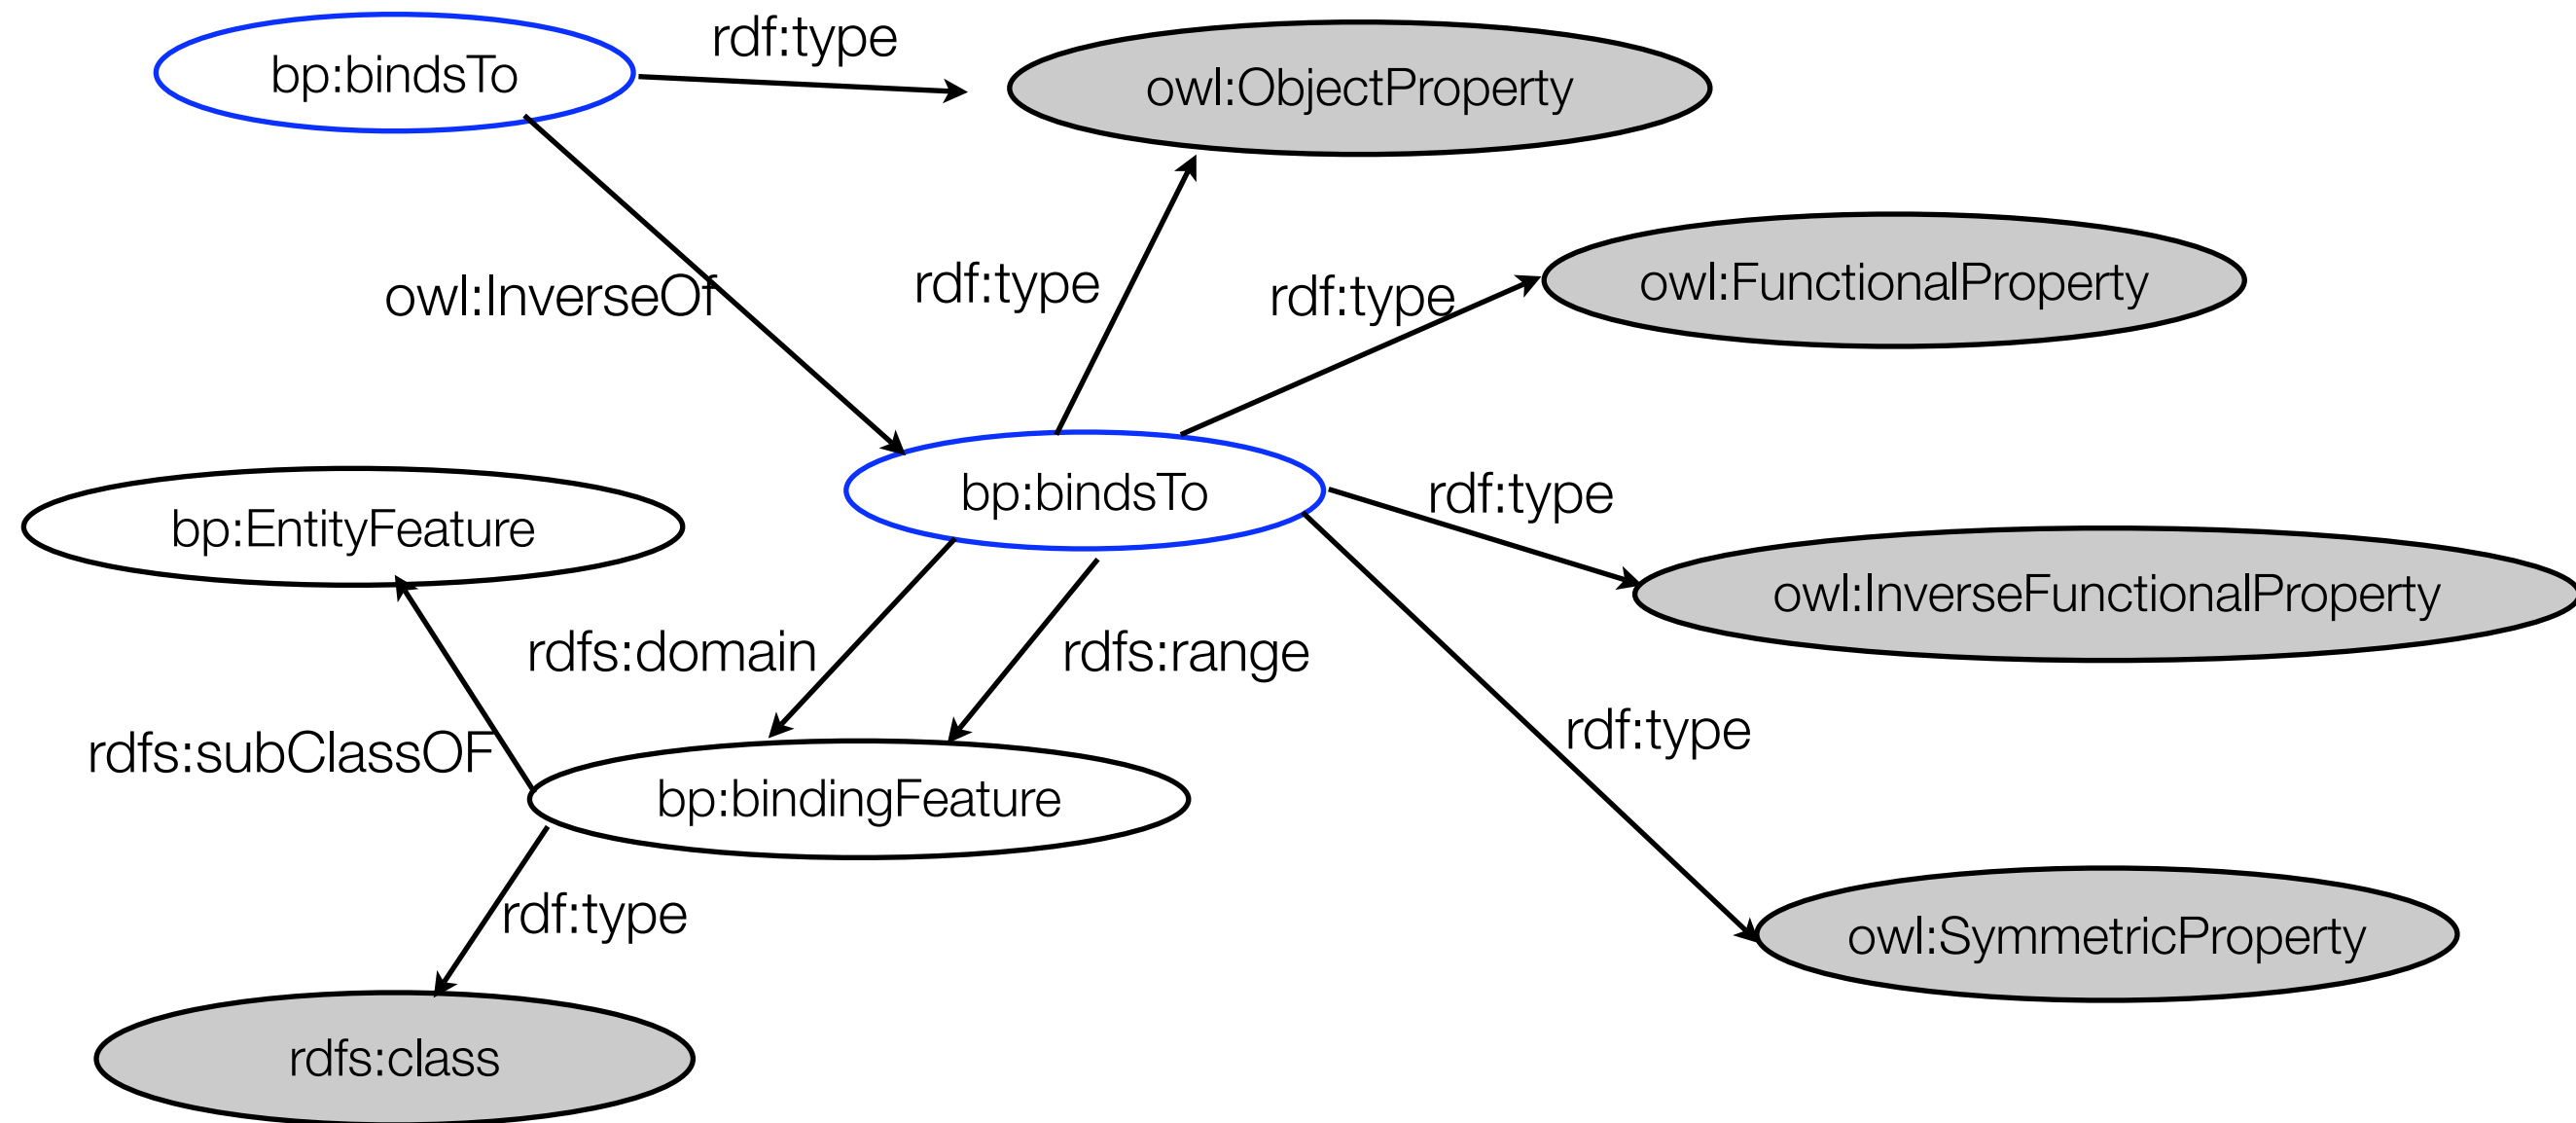 bp:bindsTo
rdf:type
owl:ObjectProperty
owl:InverseOf
rdf:type
rdf:type
owl:FunctionalProperty
bp:EntityFeature
bp:bindsTo
rdf:type
owl:InverseFunctionalProperty
rdfs:domain
rdfs:range
rdfs:subClassOF
bp:bindingFeature
rdf:type
rdf:type
owl:SymmetricProperty
rdfs:class